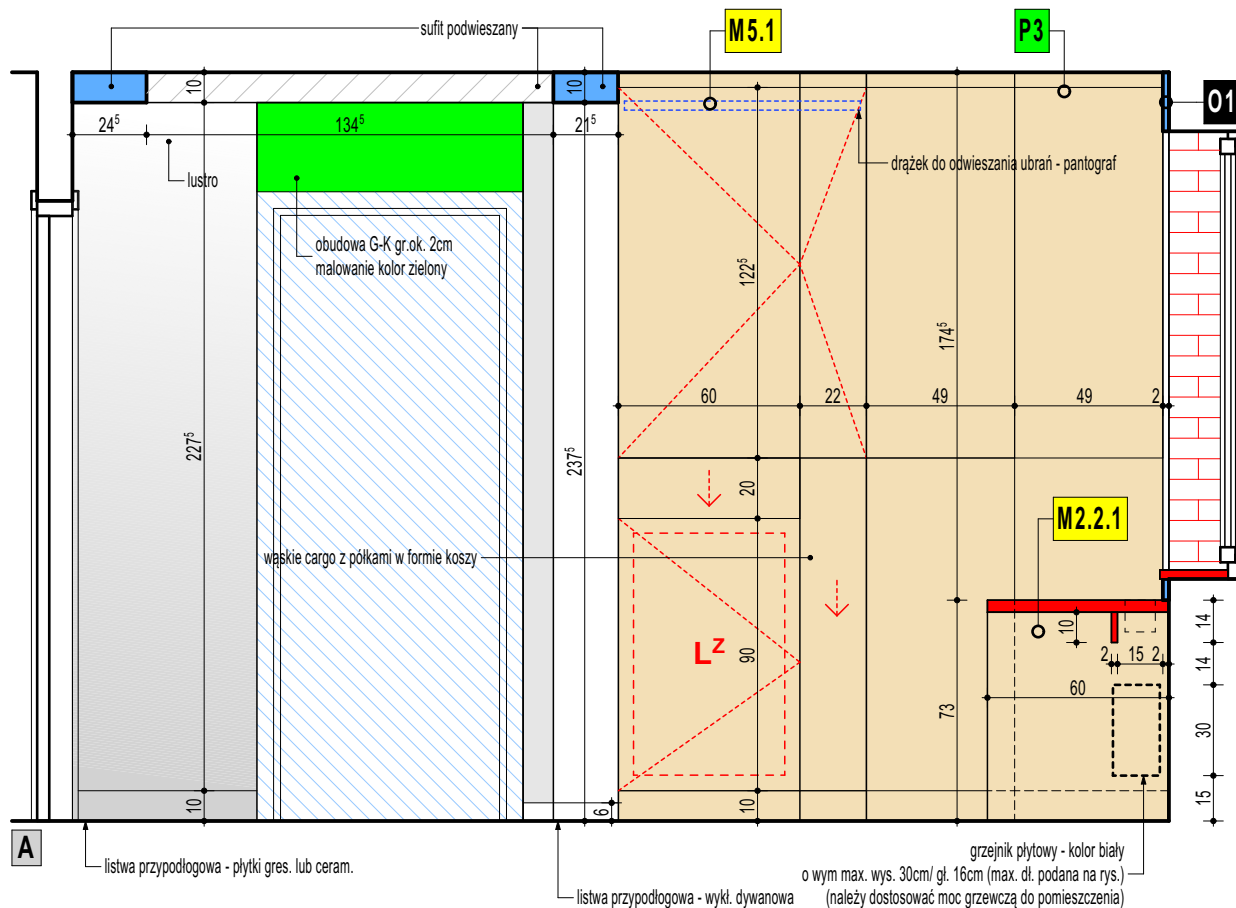 sufit podwieszany
M5.1
P3
O1
10
10
24⁵
134⁵
21⁵
lustro
drążek do odwieszania ubrań - pantograf
obudowa G-K gr.ok. 2cm
malowanie kolor zielony
122⁵
174⁵
60
22
49
49
2
227⁵
237⁵
20
M2.2.1
wąskie cargo z półkami w formie koszy
L^Z
90
73
10
2
15
2
60
14
14
30
15
10
6
10
A
listwa przypodłogowa - płytki gres. lub ceram.
listwa przypodłogowa - wykł. dywanowa
grzejnik płytowy - kolor biały
o wym max. wys. 30cm/ gł. 16cm (max. dł. podana na rys.)
(należy dostosować moc grzewczą do pomieszczenia)